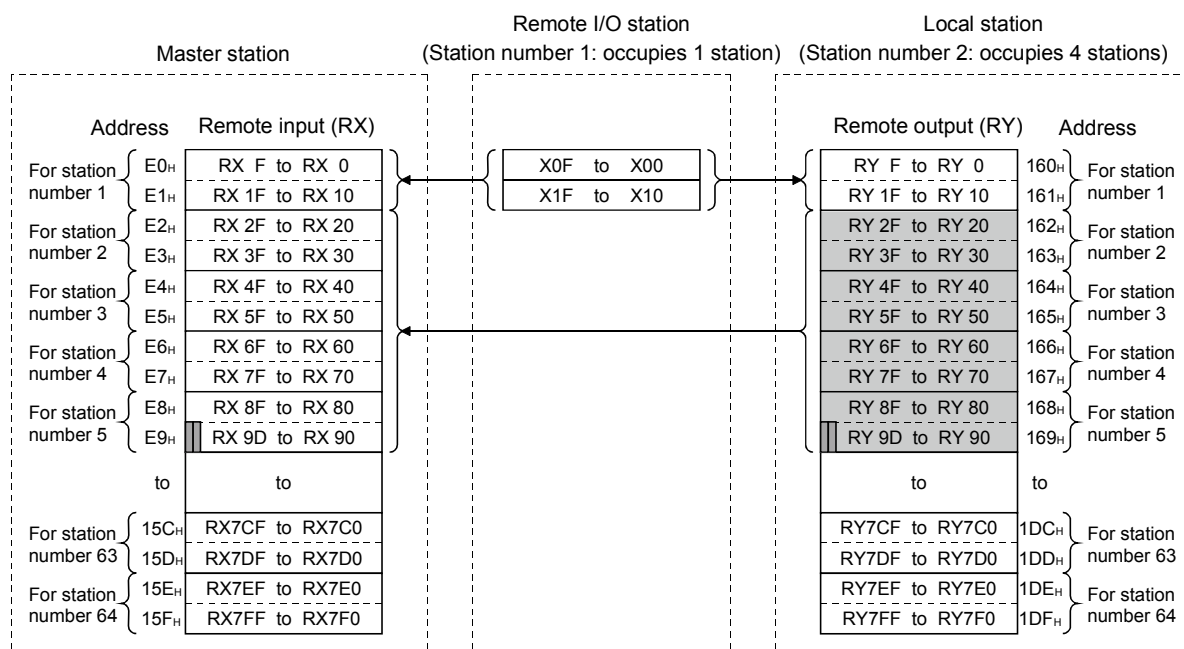 Remote I/O station
(Station number 1: occupies 1 station)
Local station
(Station number 2: occupies 4 stations)
Master station
Address
Remote input (RX)
For station
number 1
E0H
RX F to RX 0
E1H
RX 1F to RX 10
For station
number 2
E2H
RX 2F to RX 20
E3H
RX 3F to RX 30
For station
number 3
E4H
RX 4F to RX 40
E5H
RX 5F to RX 50
For station
number 4
E6H
RX 6F to RX 60
E7H
RX 7F to RX 70
For station
number 5
E8H
RX 8F to RX 80
E9H
RX 9D to RX 90
to
to
For station
number 63
15CH
RX7CF to RX7C0
15DH
RX7DF to RX7D0
For station
number 64
15EH
RX7EF to RX7E0
15FH
RX7FF to RX7F0
X0F to X00
X1F to X10
Remote output (RY)
Address
RY F to RY 0
160H
RY 1F to RY 10
161H
For station
number 1
RY 2F to RY 20
162H
RY 3F to RY 30
163H
For station
number 2
RY 4F to RY 40
164H
RY 5F to RY 50
165H
For station
number 3
RY 6F to RY 60
166H
RY 7F to RY 70
167H
For station
number 4
RY 8F to RY 80
168H
RY 9D to RY 90
169H
For station
number 5
to
to
RY7CF to RY7C0
1DCH
RY7DF to RY7D0
1DDH
For station
number 63
RY7EF to RY7E0
1DEH
RY7FF to RY7F0
1DFH
For station
number 64